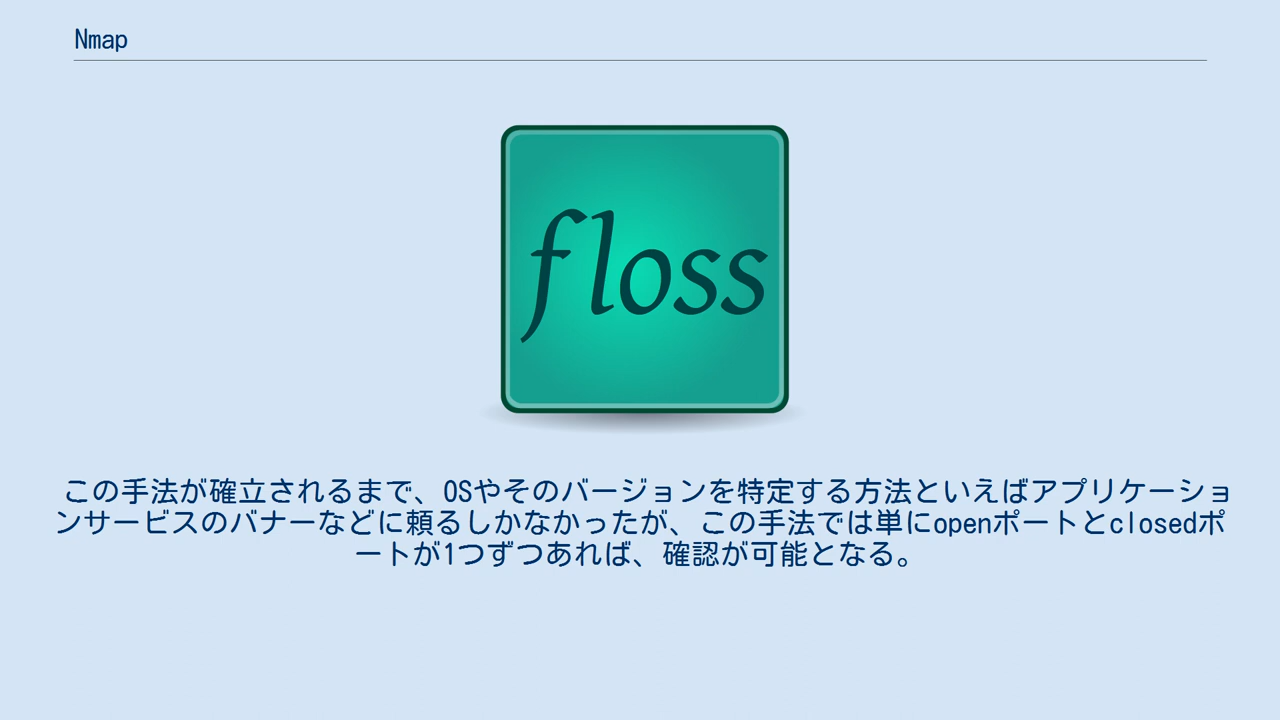 Nmap
floss
この手法が確立されるまで、OSやそのバージョンを特定する方法といえばアプリケーショ
ンサービスのバナーなどに頼るしかなかったが、この手法では単にopenポートとclosedポ
ートが1つずつあれば、確認が可能となる。